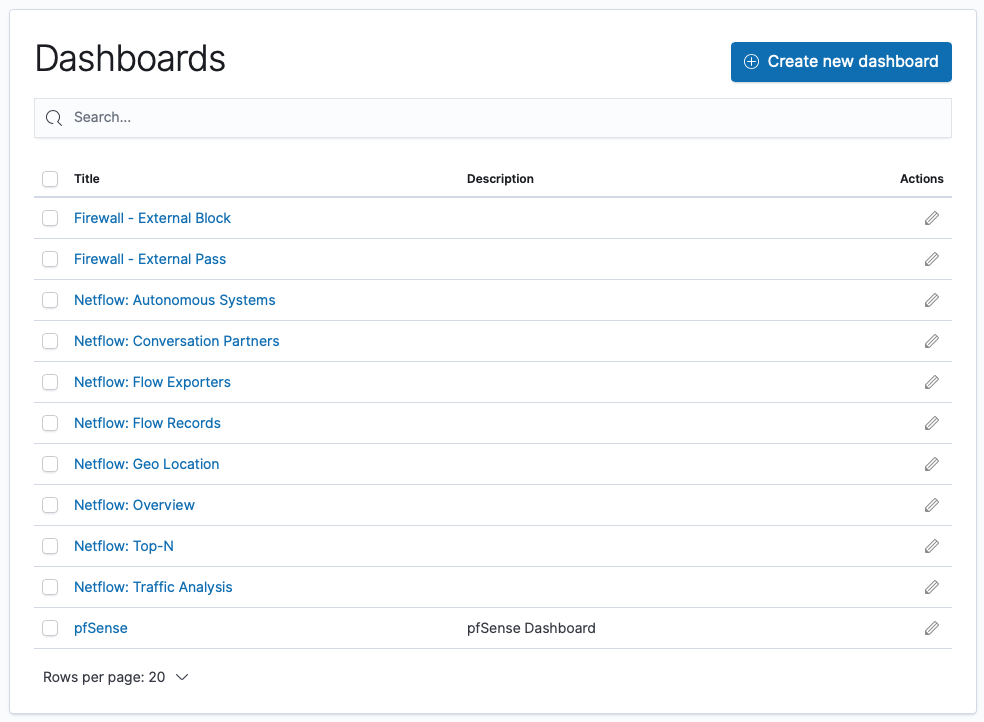 Dashboards
Create new dashboard
Search...
Title Description Actions
Firewall - External Block
Firewall - External Pass
Netflow: Autonomous Systems
Netflow: Conversation Partners
Netflow: Flow Exporters
Netflow: Flow Records
Netflow: Geo Location
Netflow: Overview
Netflow: Top-N
Netflow: Traffic Analysis
pfSense pfSense Dashboard
Rows per page: 20